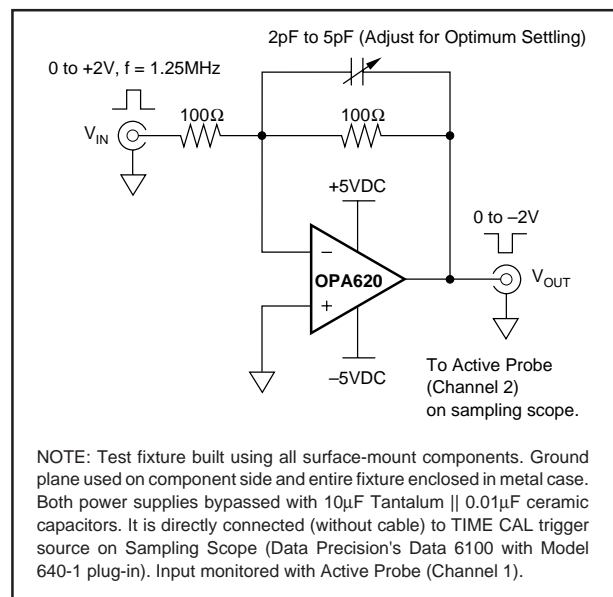 2pF to 5pF (Adjust for Optimum Settling)
0 to +2V, f = 1.25MHz
100Ω
100Ω
VIN
+5VDC
0 to –2V
–
OPA620
+
VOUT
–5VDC
To Active Probe
(Channel 2)
on sampling scope.
NOTE: Test fixture built using all surface-mount components. Ground
plane used on component side and entire fixture enclosed in metal case.
Both power supplies bypassed with 10µF Tantalum || 0.01µF ceramic
capacitors. It is directly connected (without cable) to TIME CAL trigger
source on Sampling Scope (Data Precision's Data 6100 with Model
640-1 plug-in). Input monitored with Active Probe (Channel 1).